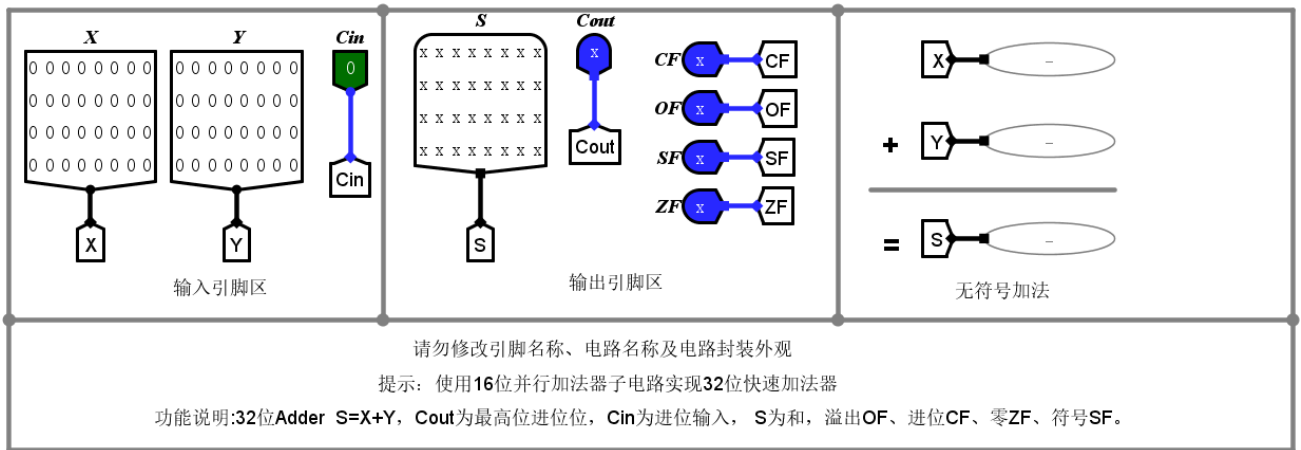 X Y Cin
0 0 0 0 0 0 0 0
0 0 0 0 0 0 0 0
0 0 0 0 0 0 0 0
0 0 0 0 0 0 0 0
0 0 0 0 0 0 0 0
0 0 0 0 0 0 0 0
0 0 0 0 0 0 0 0
0 0 0 0 0 0 0 0
0
Cin
X Y
输入引脚区
S Cout
x x x x x x x x
x x x x x x x x
x x x x x x x x
x x x x x x x x
x
Cout
S
CF x CF
OF x OF
SF x SF
ZF x ZF
输出引脚区
X -
+ Y -
= S -
无符号加法
请勿修改引脚名称、电路名称及电路封装外观
提示：使用16位并行加法器子电路实现32位快速加法器
功能说明:32位Adder S=X+Y，Cout为最高位进位位，Cin为进位输入， S为和，溢出OF、进位CF、零ZF、符号SF。